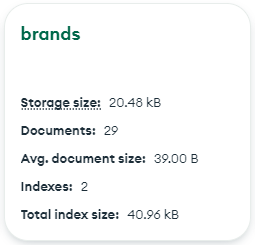 brands
Storage size: 20.48 kB
Documents: 29
Avg. document size: 39.00 B
Indexes: 2
Total index size: 40.96 kB